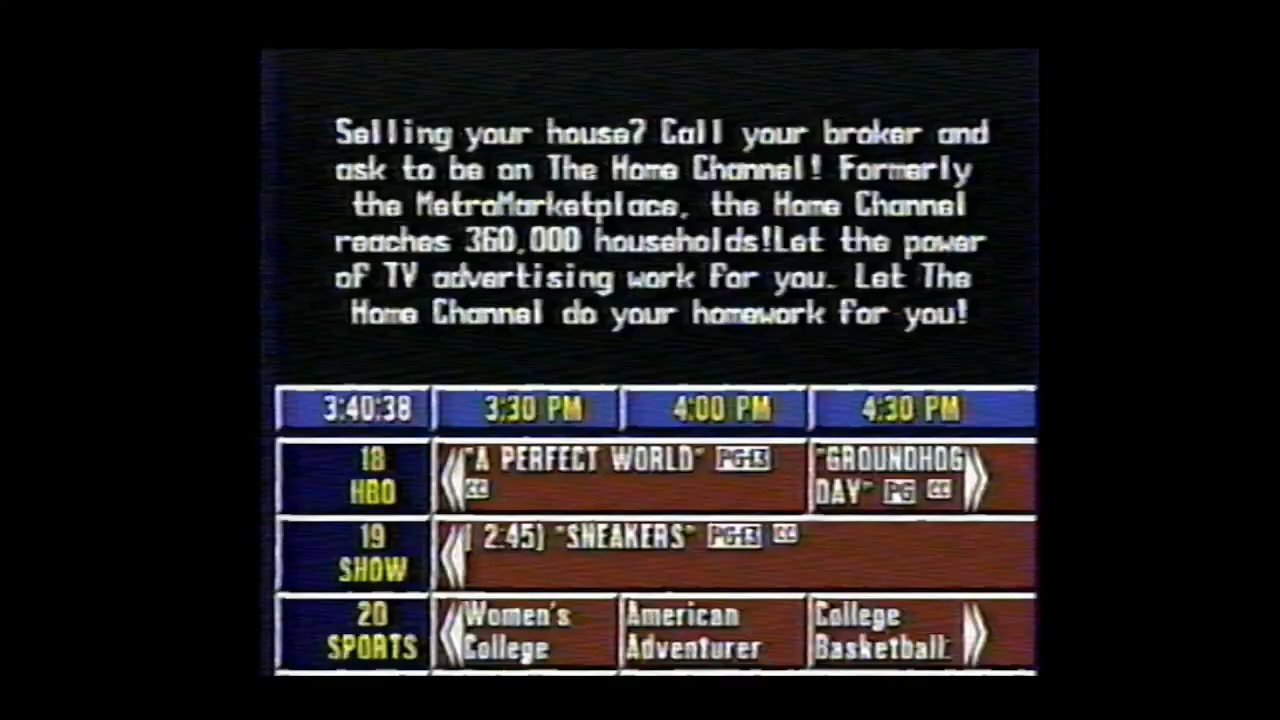 Selling your house? Call your broker and
ask to be on The Home Channel! Formerly
the MetroMarketplace, the Home Channel
reaches 360,000 households!Let the power
of TV advertising work for you. Let The
Home Channel do your homework for you!
3:40:38 3:30 PM 4:00 PM 4:30 PM
18 "A PERFECT WORLD" PG-13 "GROUNDHOG
HBO CC DAY" PG CC
19 ( 2:45) "SNEAKERS" PG-13 CC
SHOW
20 Women's American College
SPORTS College Adventurer Basketball: